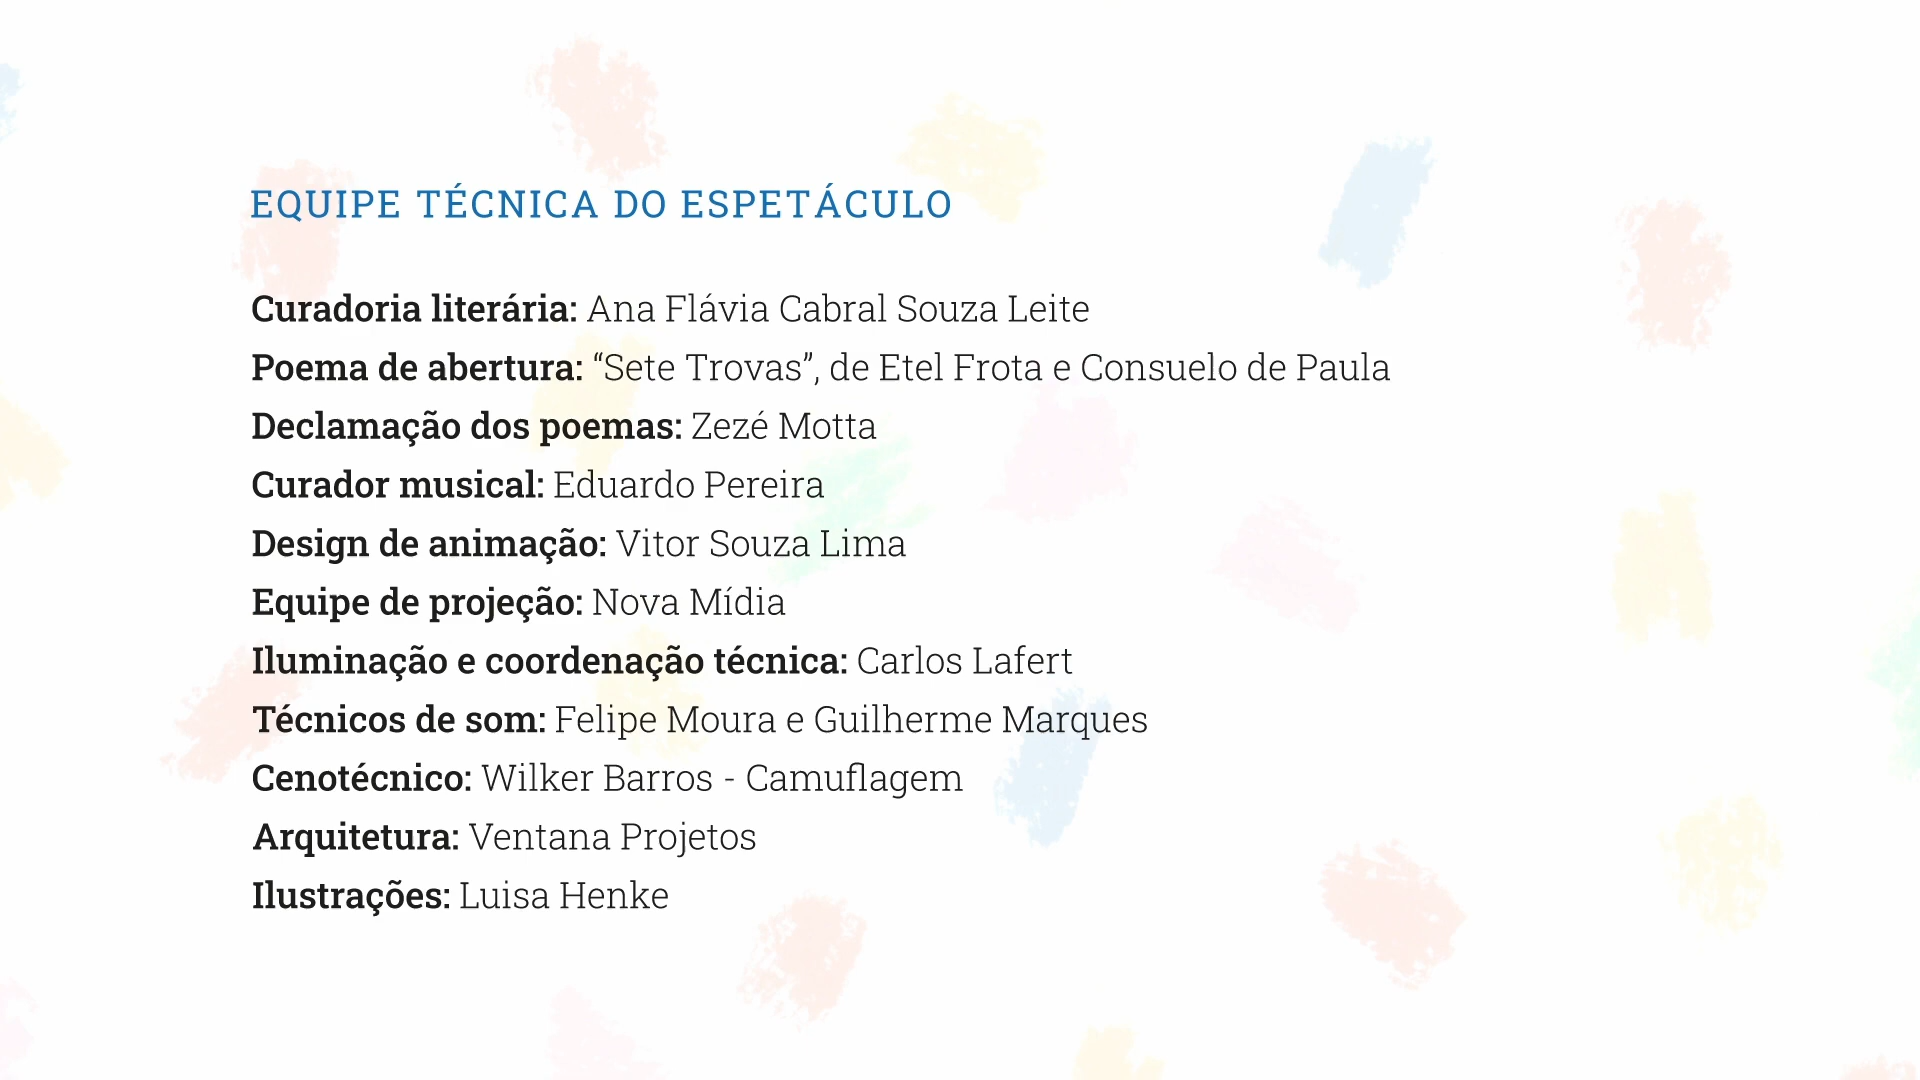 EQUIPE TÉCNICA DO ESPETÁCULO
Curadoria literária: Ana Flávia Cabral Souza Leite
Poema de abertura: “Sete Trovas”, de Etel Frota e Consuelo de Paula
Declamação dos poemas: Zezé Motta
Curador musical: Eduardo Pereira
Design de animação: Vitor Souza Lima
Equipe de projeção: Nova Mídia
Iluminação e coordenação técnica: Carlos Lafert
Técnicos de som: Felipe Moura e Guilherme Marques
Cenotécnico: Wilker Barros - Camuflagem
Arquitetura: Ventana Projetos
Ilustrações: Luisa Henke